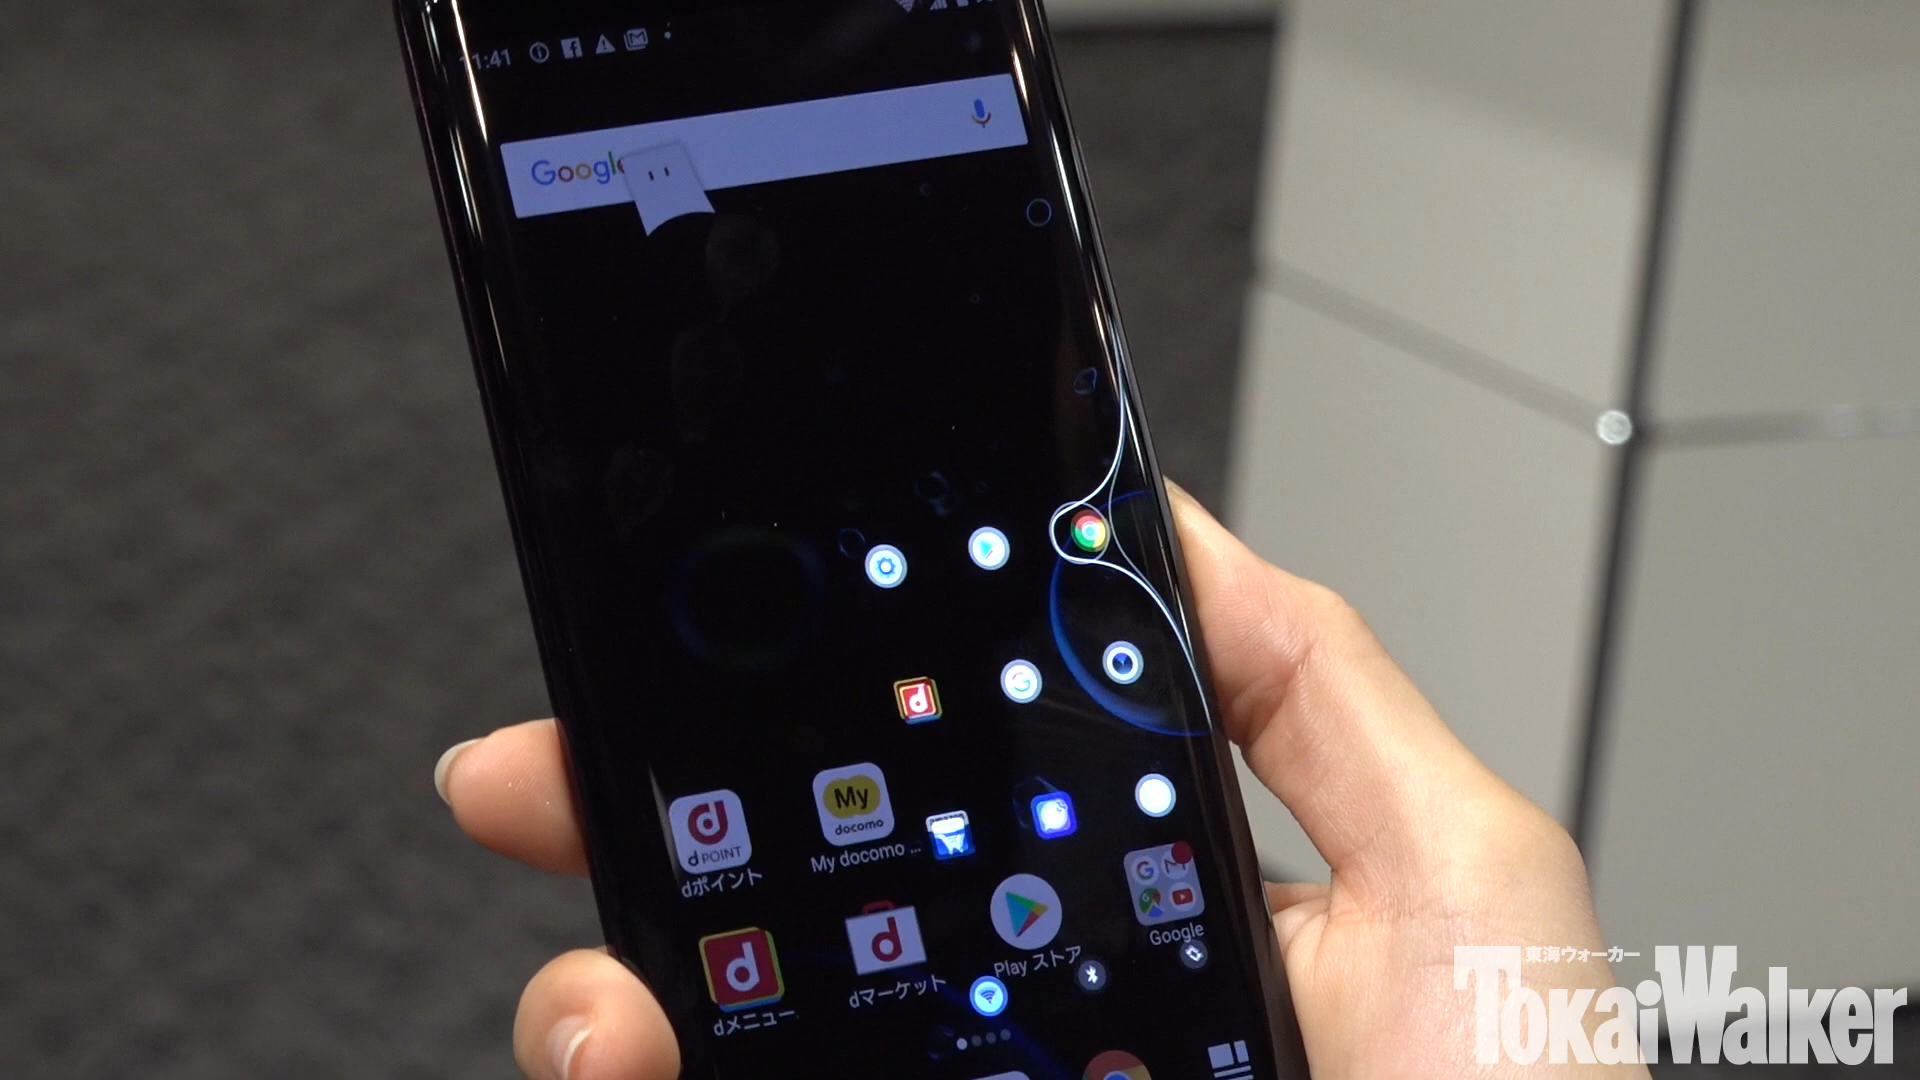 11:41
Google
My
docomo
My docomo ...
d
d POINT
dポイント
d
d
d
dメニュー
dマーケット
Play ストア
Google
東海ウォーカー
TokaiWalker